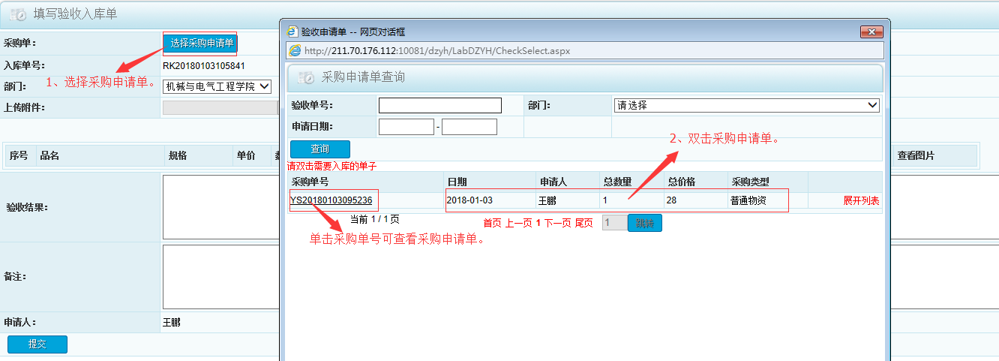 填写验收入库单
采购单：
选择采购申请单
入库单号：
RK20180103105841
1、选择采购申请单。
部门：
机械与电气工程学院
上传附件：
序号 品名 规格 单价
查看图片
验收结果：
备注：
申请人：
王鹏
提交
验收申请单 -- 网页对话框
http://211.70.176.112:10081/dzyh/LabDZYH/CheckSelect.aspx
采购申请单查询
验收单号：
部门：
请选择
申请日期：
-
查询
2、双击采购申请单。
请双击需要入库的单子
采购单号 日期 申请人 总数量 总价格 采购类型
YS20180103095236 2018-01-03 王鹏 1 28 普通物资 展开列表
当前 1 / 1 页 首页 上一页 1 下一页 尾页 1 跳转
单击采购单号可查看采购申请单。